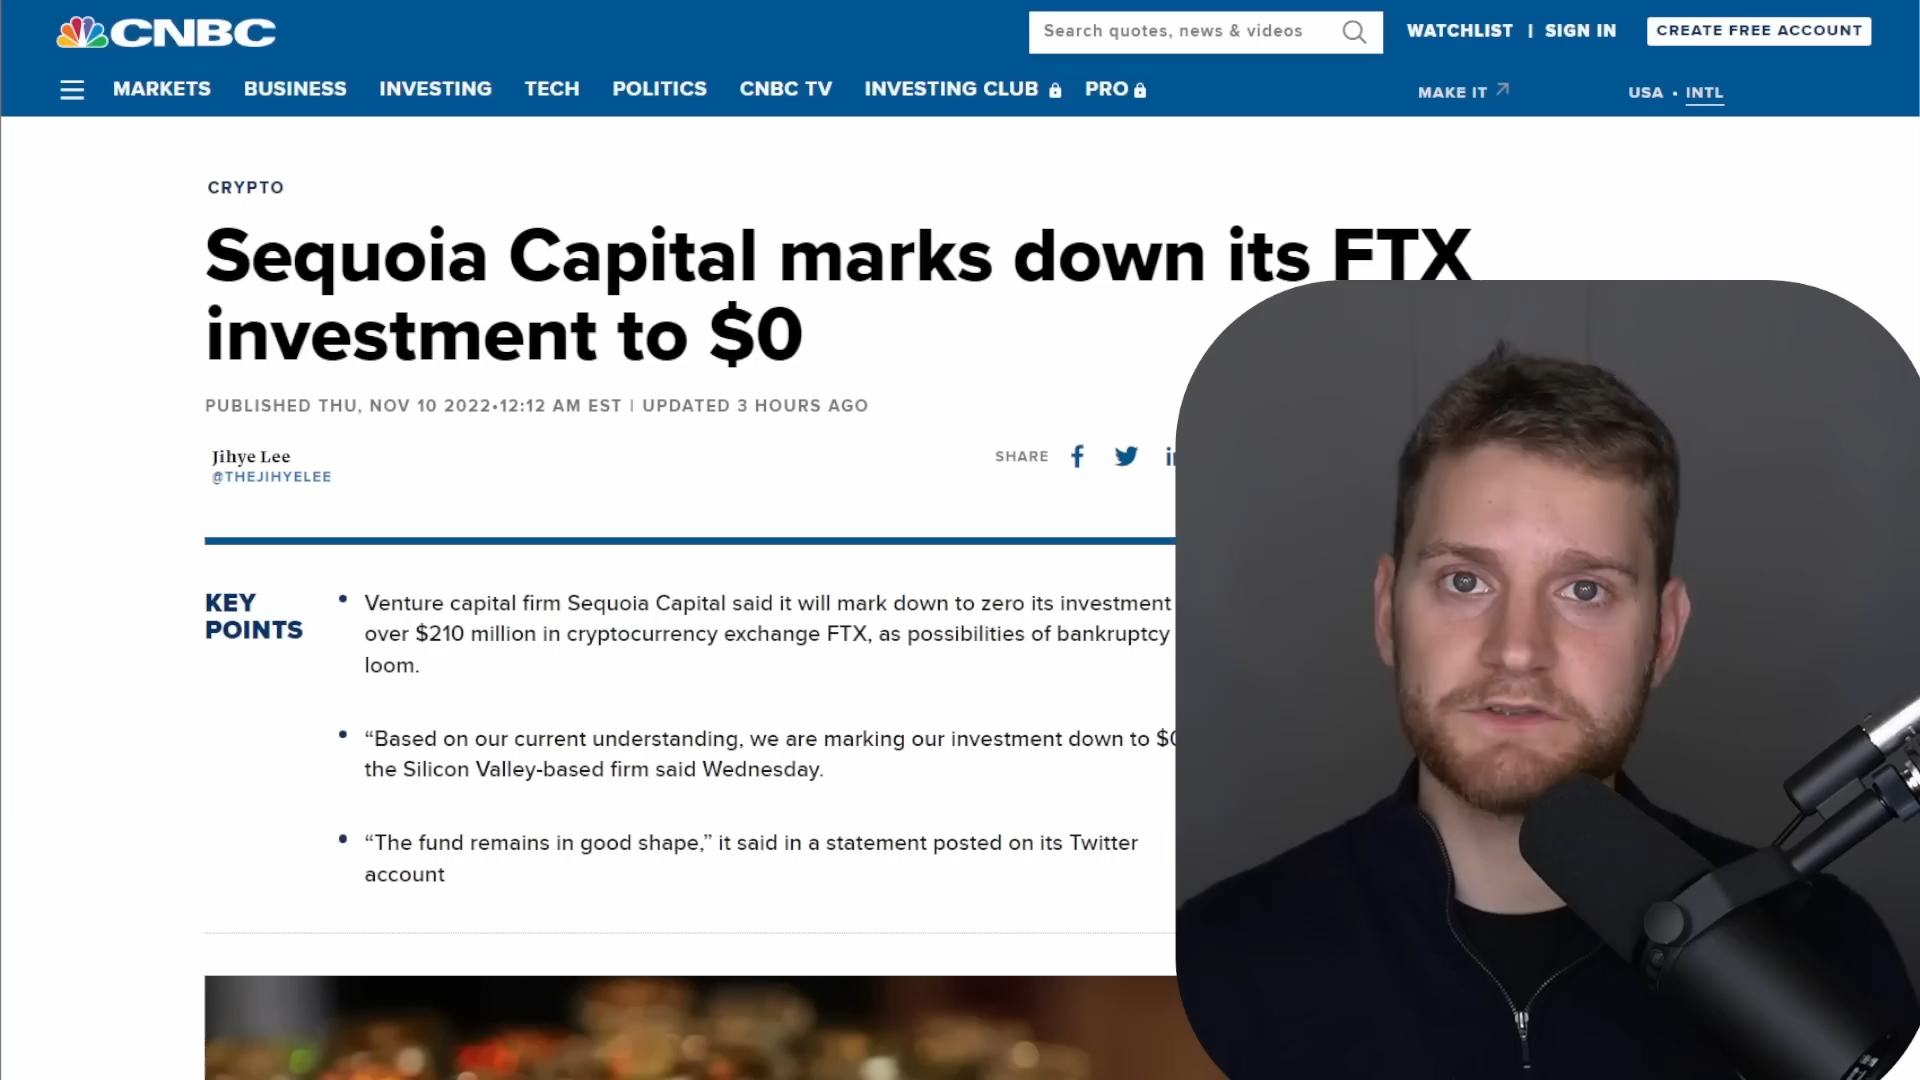 CNBC
Search quotes, news & videos
WATCHLIST | SIGN IN
CREATE FREE ACCOUNT
MARKETS BUSINESS INVESTING TECH POLITICS CNBC TV INVESTING CLUB PRO
MAKE IT
USA • INTL
CRYPTO
Sequoia Capital marks down its FTX
investment to $0
PUBLISHED THU, NOV 10 2022•12:12 AM EST | UPDATED 3 HOURS AGO
Jihye Lee
@THEJIHYELEE
SHARE
KEY
POINTS
• Venture capital firm Sequoia Capital said it will mark down to zero its investment
over $210 million in cryptocurrency exchange FTX, as possibilities of bankruptcy
loom.
• “Based on our current understanding, we are marking our investment down to $0
the Silicon Valley-based firm said Wednesday.
• “The fund remains in good shape,” it said in a statement posted on its Twitter
account